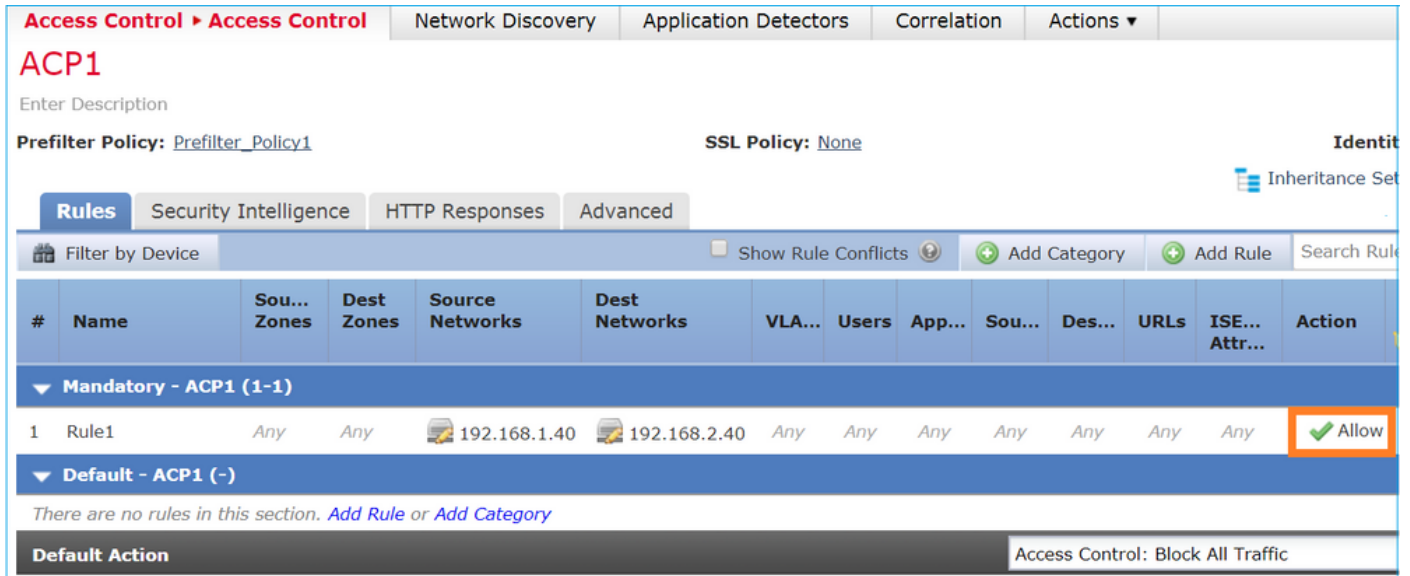 Access Control ▸ Access Control Network Discovery Application Detectors Correlation Actions ▾
ACP1
Enter Description
Prefilter Policy: Prefilter_Policy1 SSL Policy: None Identit
Inheritance Set
Rules Security Intelligence HTTP Responses Advanced
Filter by Device Show Rule Conflicts ? Add Category Add Rule Search Rule
# Name Sou... Zones Dest Zones Source Networks Dest Networks VLA... Users App... Sou... Des... URLs ISE... Attr... Action
Mandatory - ACP1 (1-1)
1 Rule1 Any Any 192.168.1.40 192.168.2.40 Any Any Any Any Any Any Any Allow
Default - ACP1 (-)
There are no rules in this section. Add Rule or Add Category
Default Action Access Control: Block All Traffic